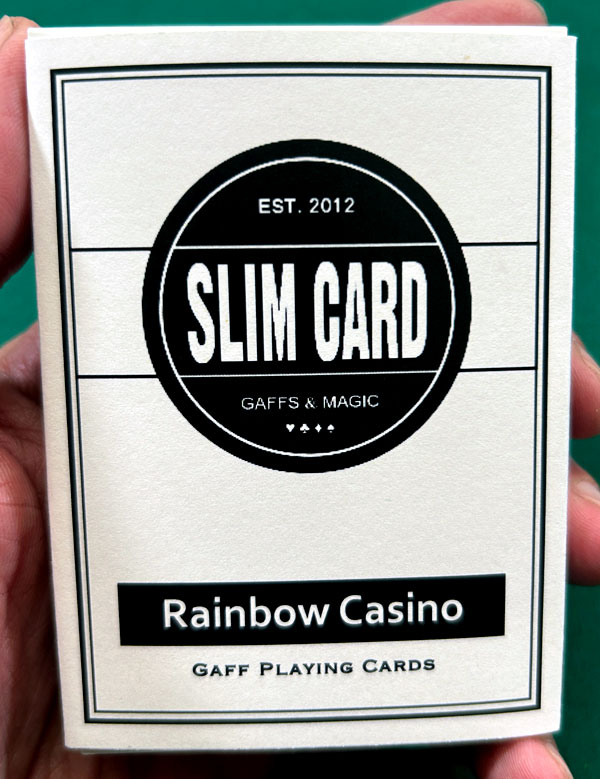 EST. 2012
SLIM CARD
GAFFS & MAGIC
♥♣♦♠
Rainbow Casino
GAFF PLAYING CARDS